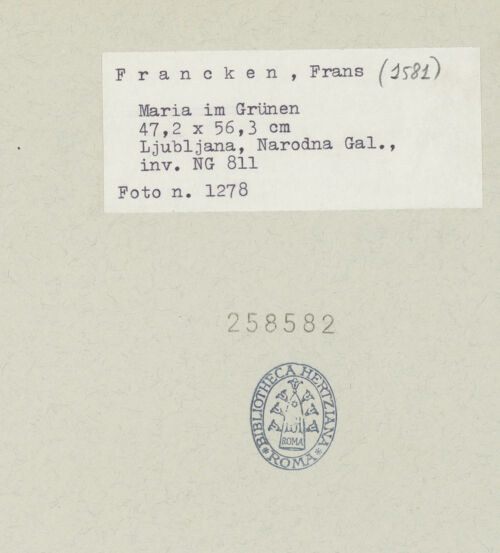 Francken, Frans (1581)
Maria im Grünen
47,2 x 56,3 cm
Ljubljana, Narodna Gal.,
inv. NG 811
Foto n. 1278
258582
BIBLIOTHECA HERTZIANA
ROMA
* ROMA *